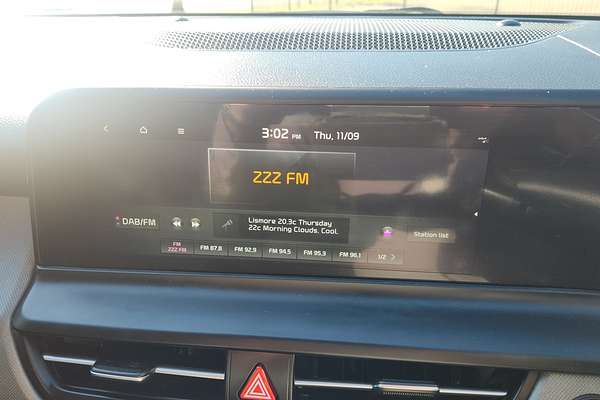 3:02 PM Thu, 11/09
ZZZ FM
DAB/FM
Lismore 20.3c Thursday
22c Morning Clouds. Cool.
Station list
FM
ZZZ FM
FM 87.8 FM 92.9 FM 94.5 FM 95.3 FM 96.1 1/2